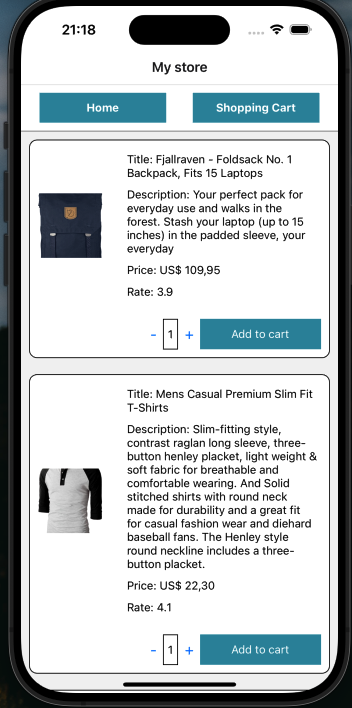 21:18
My store
Home
Shopping Cart
Title: Fjallraven - Foldsack No. 1
Backpack, Fits 15 Laptops
Description: Your perfect pack for
everyday use and walks in the
forest. Stash your laptop (up to 15
inches) in the padded sleeve, your
everyday
Price: US$ 109,95
Rate: 3.9
- 1 + Add to cart
Title: Mens Casual Premium Slim Fit
T-Shirts
Description: Slim-fitting style,
contrast raglan long sleeve, three-
button henley placket, light weight &
soft fabric for breathable and
comfortable wearing. And Solid
stitched shirts with round neck
made for durability and a great fit
for casual fashion wear and diehard
baseball fans. The Henley style
round neckline includes a three-
button placket.
Price: US$ 22,30
Rate: 4.1
- 1 + Add to cart